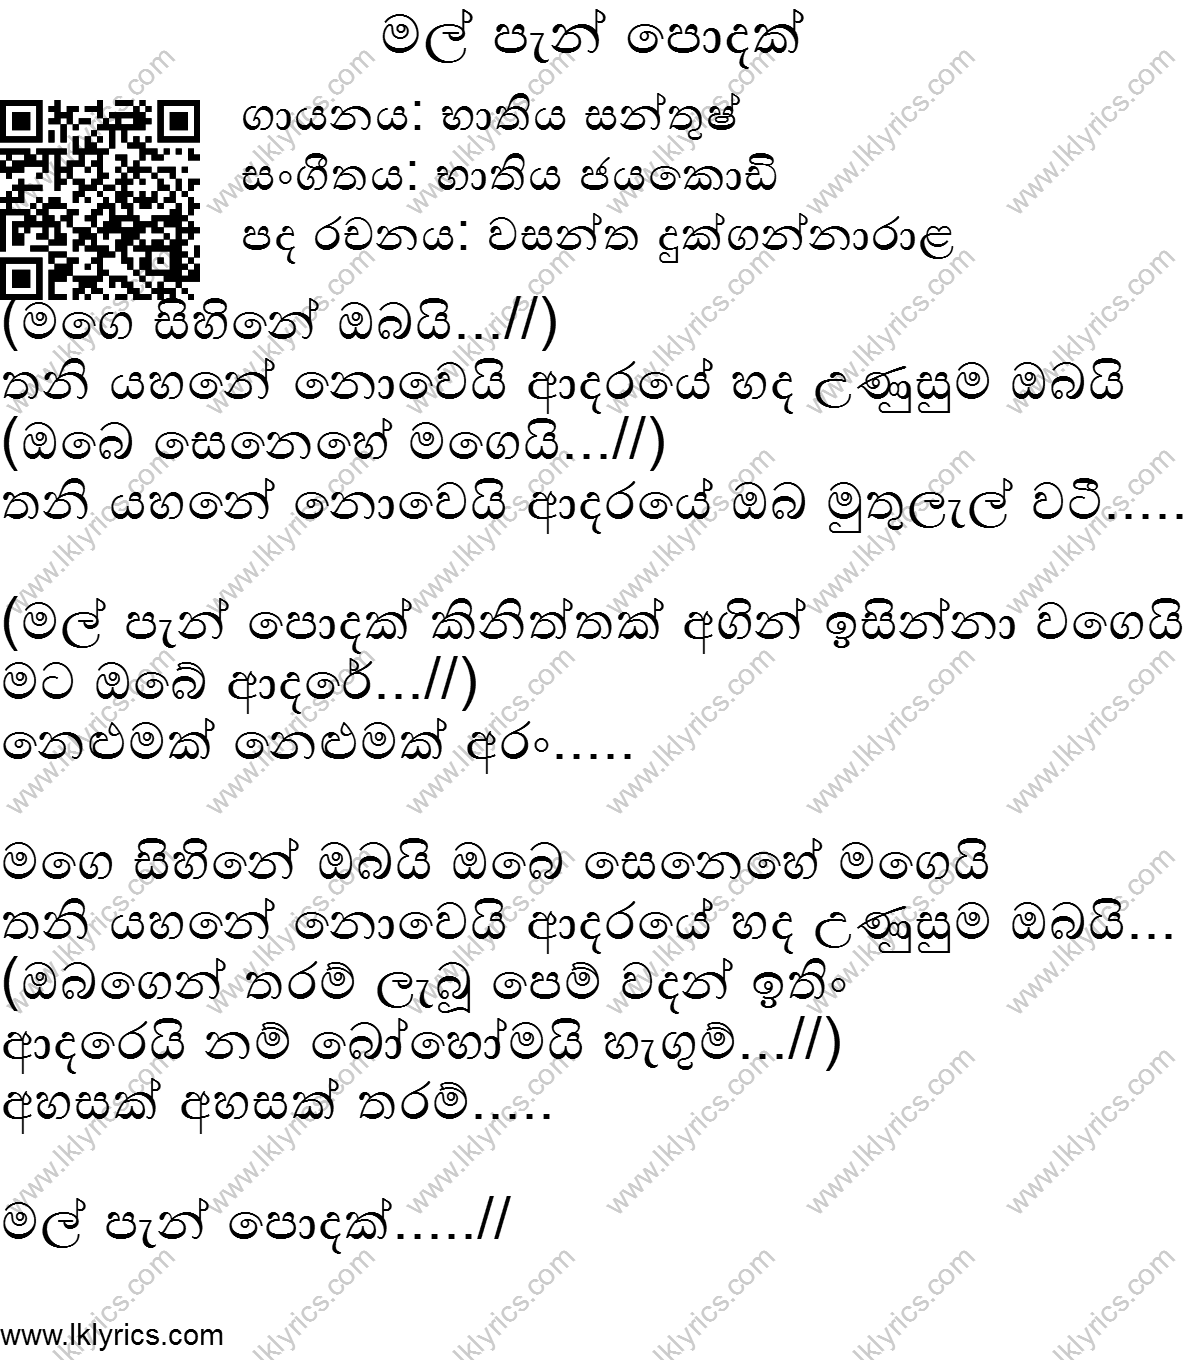 මල් පැන් පොදක්
ගායනය: භාතිය සන්තුෂ්
සංගීතය: භාතිය ජයකොඩි
පද රචනය: වසන්ත දුක්ගන්නාරාළ
(මගෙ සිහිනේ ඔබයි...//)
තනි යහනේ නොවෙයි ආදරයේ හද උණුසුම ඔබයි
(ඔබෙ සෙනෙහේ මගෙයි...//)
තනි යහනේ නොවෙයි ආදරයේ ඔබ මුතුලැල් වටී.....
(මල් පැන් පොදක් කිනිත්තක් අගින් ඉසින්නා වගෙයි
මට ඔබේ ආදරේ...//)
නෙළුමක් නෙළුමක් අරං.....
මගෙ සිහිනේ ඔබයි ඔබෙ සෙනෙහේ මගෙයි
තනි යහනේ නොවෙයි ආදරයේ හද උණුසුම ඔබයි...
(ඔබගෙන් තරම් ලැබූ පෙම් වදන් ඉතිං
ආදරෙයි නම් බෝහෝමයි හැගුම්...//)
අහසක් අහසක් තරම්.....
මල් පැන් පොදක්.....//
www.lklyrics.com